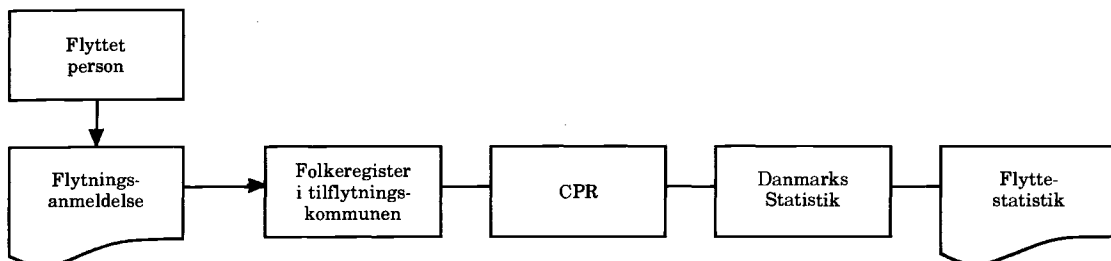 Flyttet
person
Flytnings-
anmeldelse
Folkeregister
i tilflytnings-
kommunen
CPR
Danmarks
Statistik
Flytte-
statistik